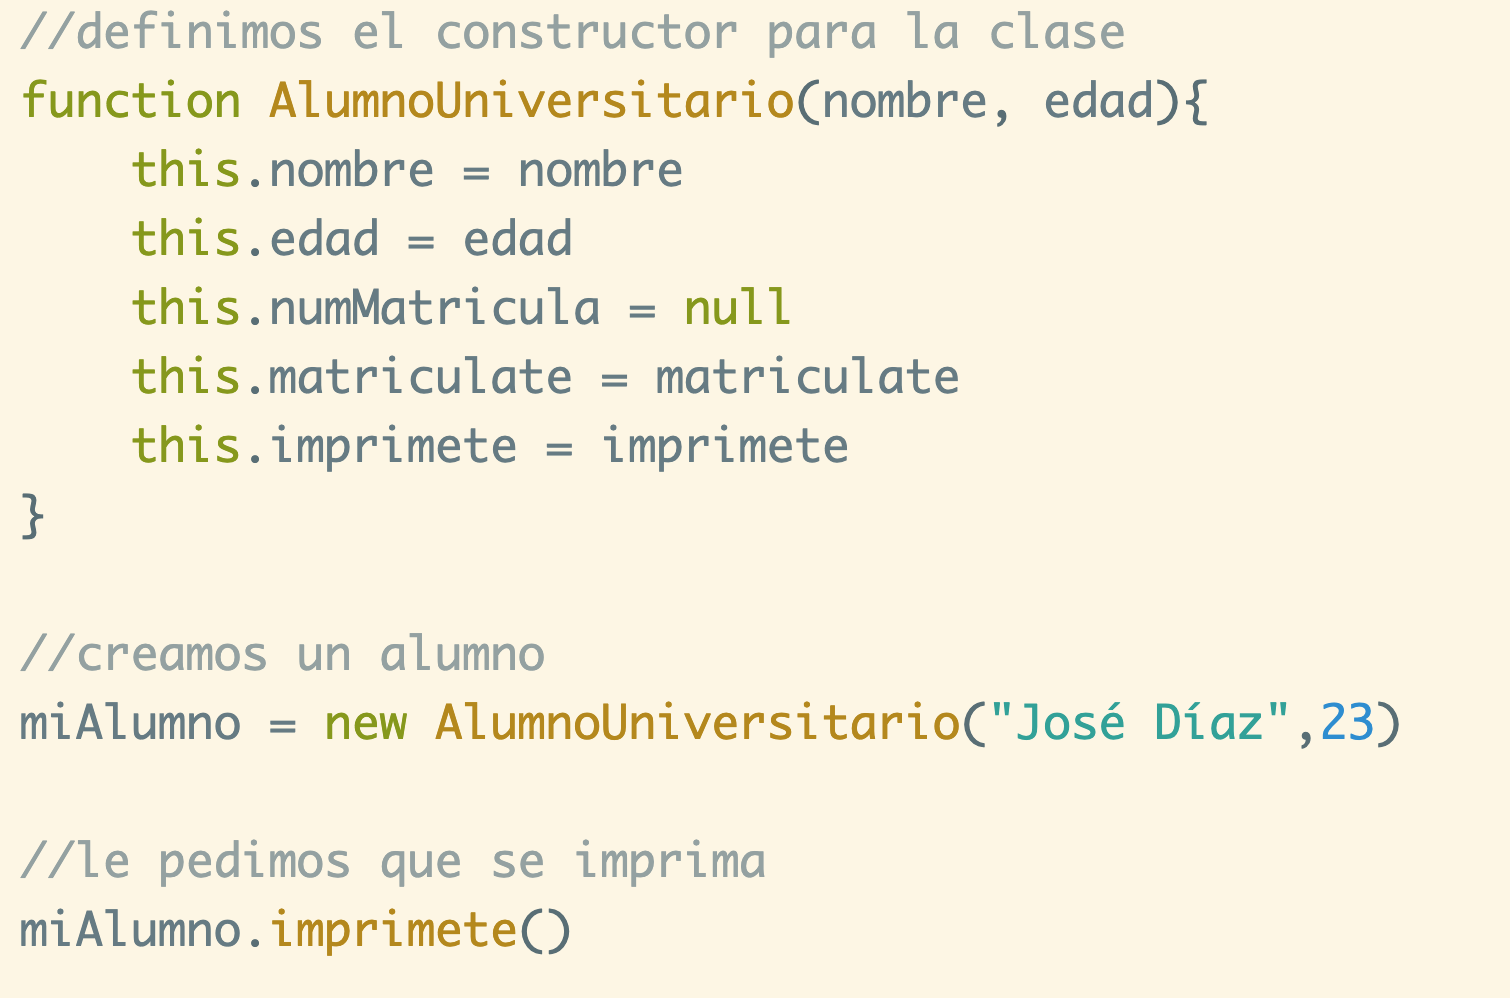 //definimos el constructor para la clase
function AlumnoUniversitario(nombre, edad){
    this.nombre = nombre
    this.edad = edad
    this.numMatricula = null
    this.matriculate = matriculate
    this.imprimete = imprimete
}
//creamos un alumno
miAlumno = new AlumnoUniversitario("José Díaz",23)
//le pedimos que se imprima
miAlumno.imprimete()